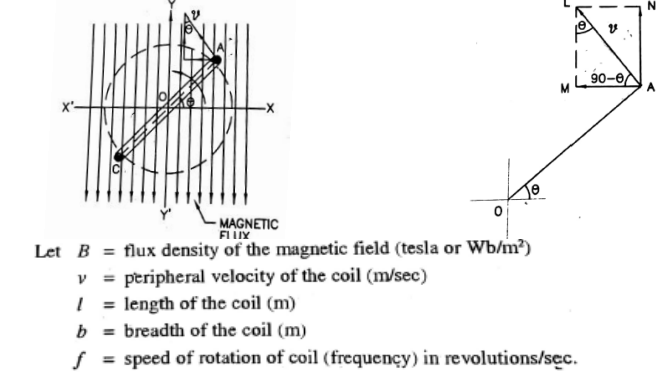 Y
v
θ
A
O
θ
X'
X
C
Y'
MAGNETIC
FLUX
L
N
θ
v
90-θ
M
A
θ
O
Let B = flux density of the magnetic field (tesla or Wb/m²)
v = peripheral velocity of the coil (m/sec)
l = length of the coil (m)
b = breadth of the coil (m)
f = speed of rotation of coil (frequency) in revolutions/sec.